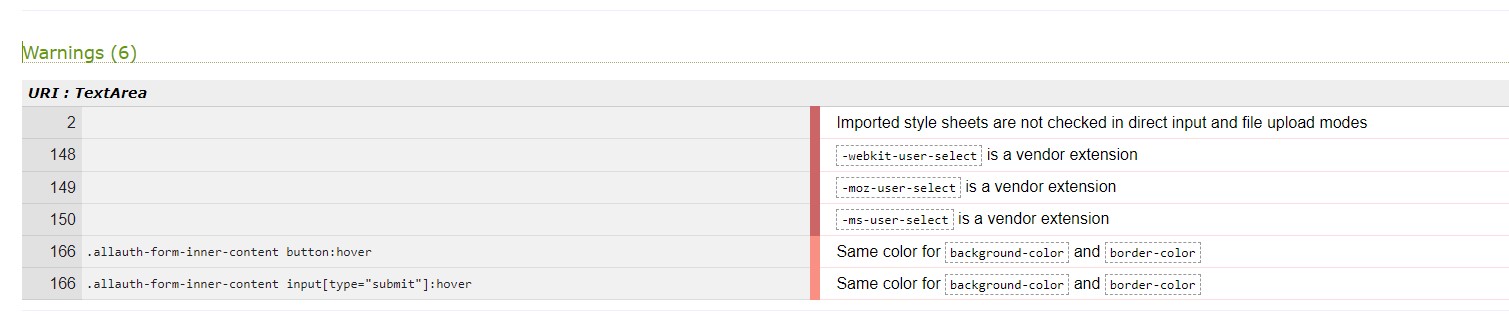 Warnings (6)
URI : TextArea
2 Imported style sheets are not checked in direct input and file upload modes
148 -webkit-user-select is a vendor extension
149 -moz-user-select is a vendor extension
150 -ms-user-select is a vendor extension
166 .allauth-form-inner-content button:hover Same color for background-color and border-color
166 .allauth-form-inner-content input[type="submit"]:hover Same color for background-color and border-color